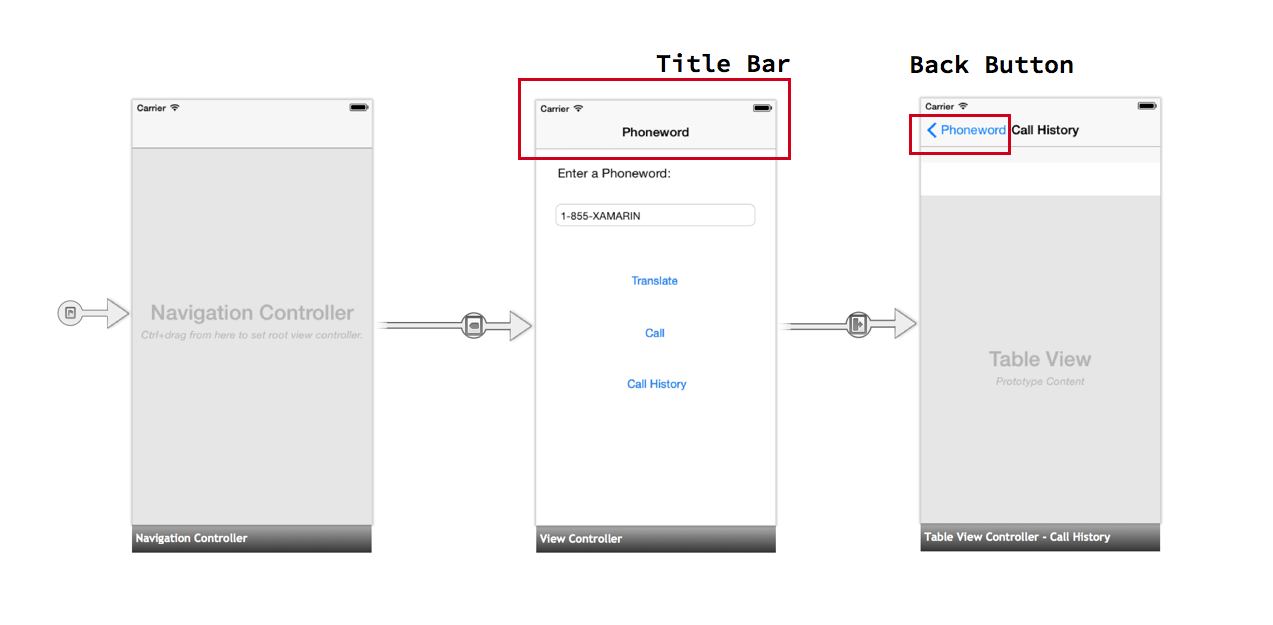 Title Bar
Back Button
Carrier
Navigation Controller
Ctrl+drag from here to set root view controller.
Navigation Controller
Carrier
Phoneword
Enter a Phoneword:
1-855-XAMARIN
Translate
Call
Call History
View Controller
Carrier
Phoneword Call History
Table View
Prototype Content
Table View Controller - Call History